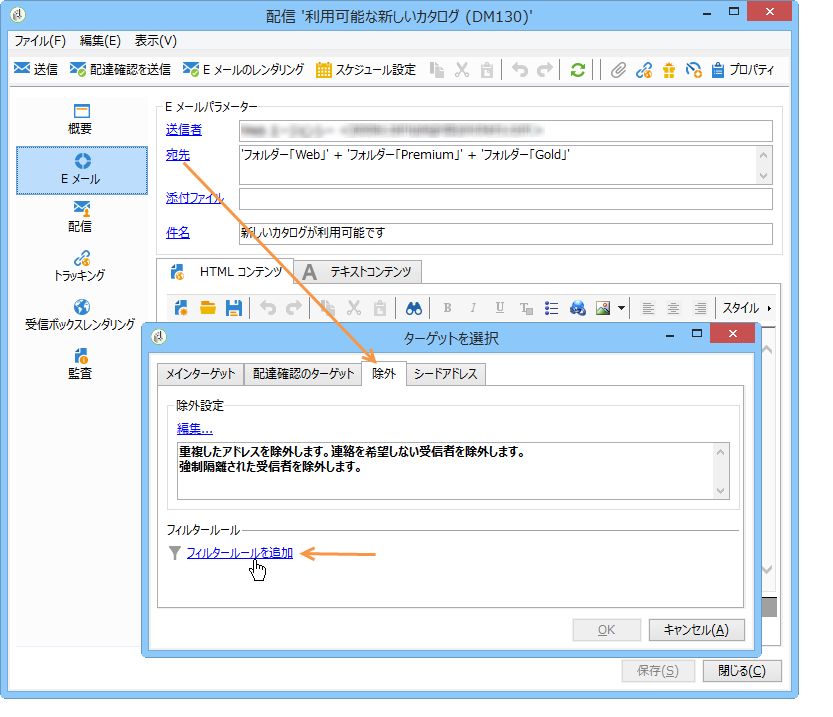 配信 '利用可能な新しいカタログ (DM130)'
ファイル(F) 編集(E) 表示(V)
送信 配達確認を送信 E メールのレンダリング スケジュール設定 プロパティ
概要
E メール
配信
トラッキング
受信ボックスレンダリング
監査
E メールパラメーター
送信者
宛先 'フォルダー「Web」' + 'フォルダー「Premium」' + 'フォルダー「Gold」'
添付ファイル
件名 新しいカタログが利用可能です
HTML コンテンツ テキストコンテンツ
B I U スタイル
ターゲットを選択
メインターゲット 配達確認のターゲット 除外 シードアドレス
除外設定
編集...
重複したアドレスを除外します。連絡を希望しない受信者を除外します。
強制隔離された受信者を除外します。
フィルタールール
フィルタールールを追加
OK キャンセル(A)
保存(S) 閉じる(C)